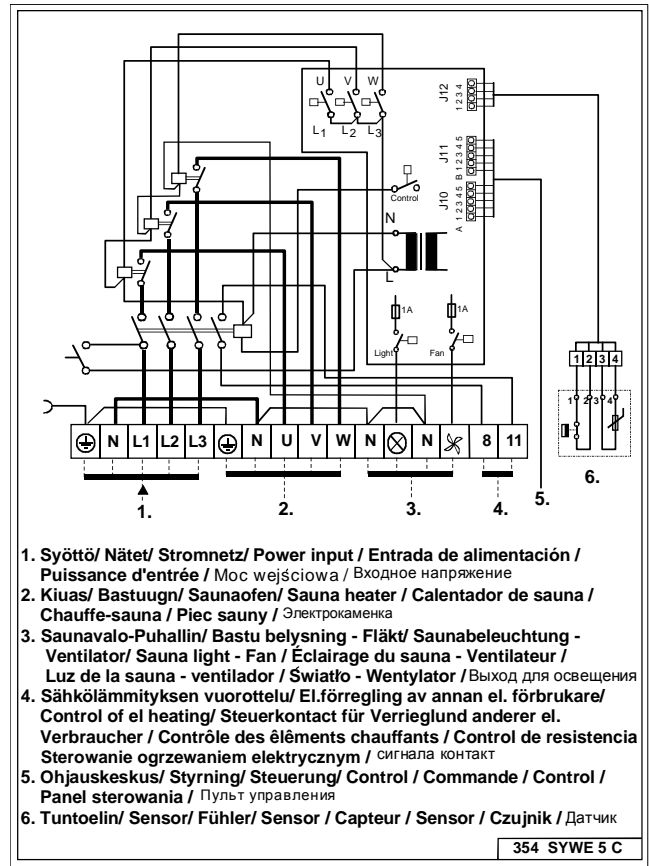 U V W
L1 L2 L3
J12
1 2 3 4
J11
B 1 2 3 4 5
J10
A 1 2 3 4 5
Control
N
L
1A 1A
Light Fan
1 2 3 4
1 2 3 4
N L1 L2 L3 N U V W N N 8 11
1. 2. 3. 4. 5. 6.
1. Syöttö/ Nätet/ Stromnetz/ Power input / Entrada de alimentación /
Puissance d'entrée / Moc wejściowa / Входное напряжение
2. Kiuas/ Bastuugn/ Saunaofen/ Sauna heater / Calentador de sauna /
Chauffe-sauna / Piec sauny / Электрокаменка
3. Saunavalo-Puhallin/ Bastu belysning - Fläkt/ Saunabeleuchtung -
Ventilator/ Sauna light - Fan / Éclairage du sauna - Ventilateur /
Luz de la sauna - ventilador / Światło - Wentylator / Выход для освещения
4. Sähkölämmityksen vuorottelu/ El.förregling av annan el. förbrukare/
Control of el heating/ Steuerkontact für Verrieglund anderer el.
Verbraucher / Contrôle des êlêments chauffants / Control de resistencia
Sterowanie ogrzewaniem elektrycznym / сигнала контакт
5. Ohjauskeskus/ Styrning/ Steuerung/ Control / Commande / Control /
Panel sterowania / Пульт управления
6. Tuntoelin/ Sensor/ Fühler/ Sensor / Capteur / Sensor / Czujnik / Датчик
354 SYWE 5 C